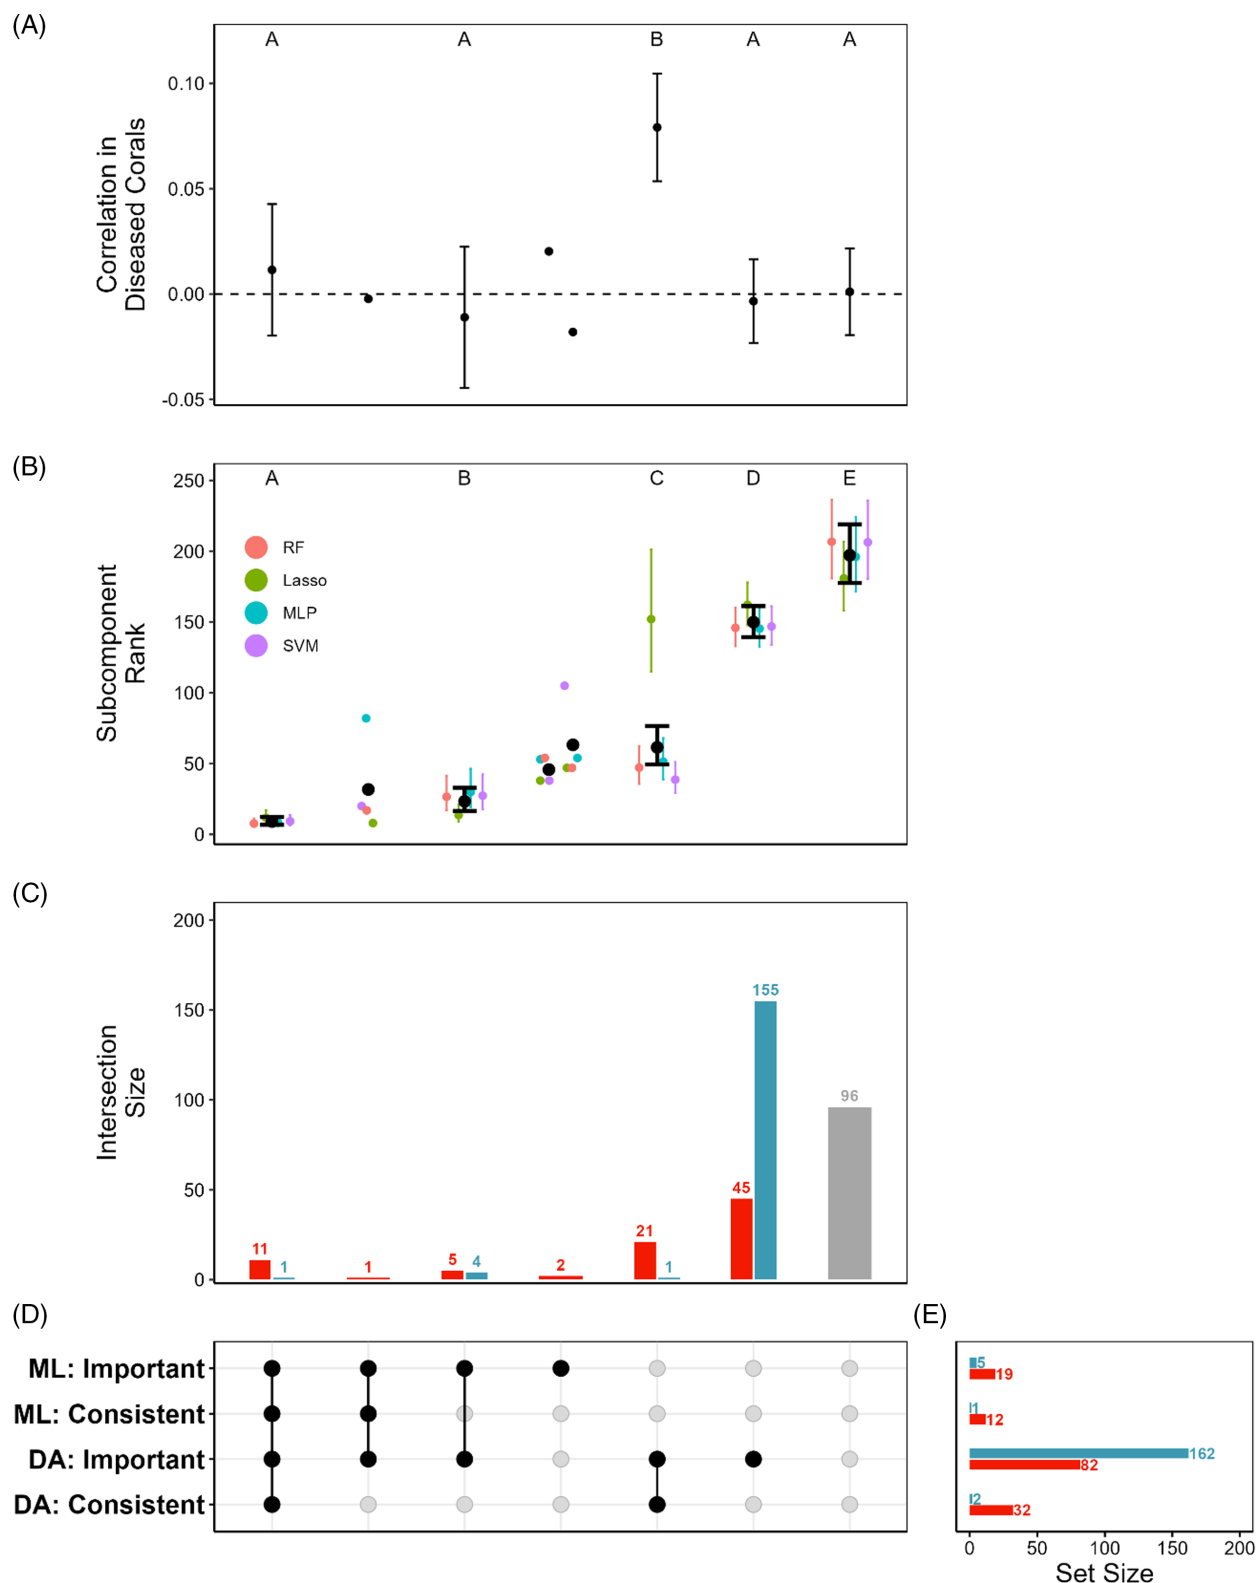 (A)
A A B A A
Correlation in
Diseased Corals
0.10
0.05
0.00
-0.05
(B)
A B C D E
Subcomponent
Rank
250
200
150
100
50
0
RF
Lasso
MLP
SVM
(C)
Intersection
Size
200
150
100
50
0
11 1 1 5 4 2 21 1 45 155 96
(D)
ML: Important
ML: Consistent
DA: Important
DA: Consistent
(E)
5
19
1
12
162
82
2
32
0 50 100 150 200
Set Size